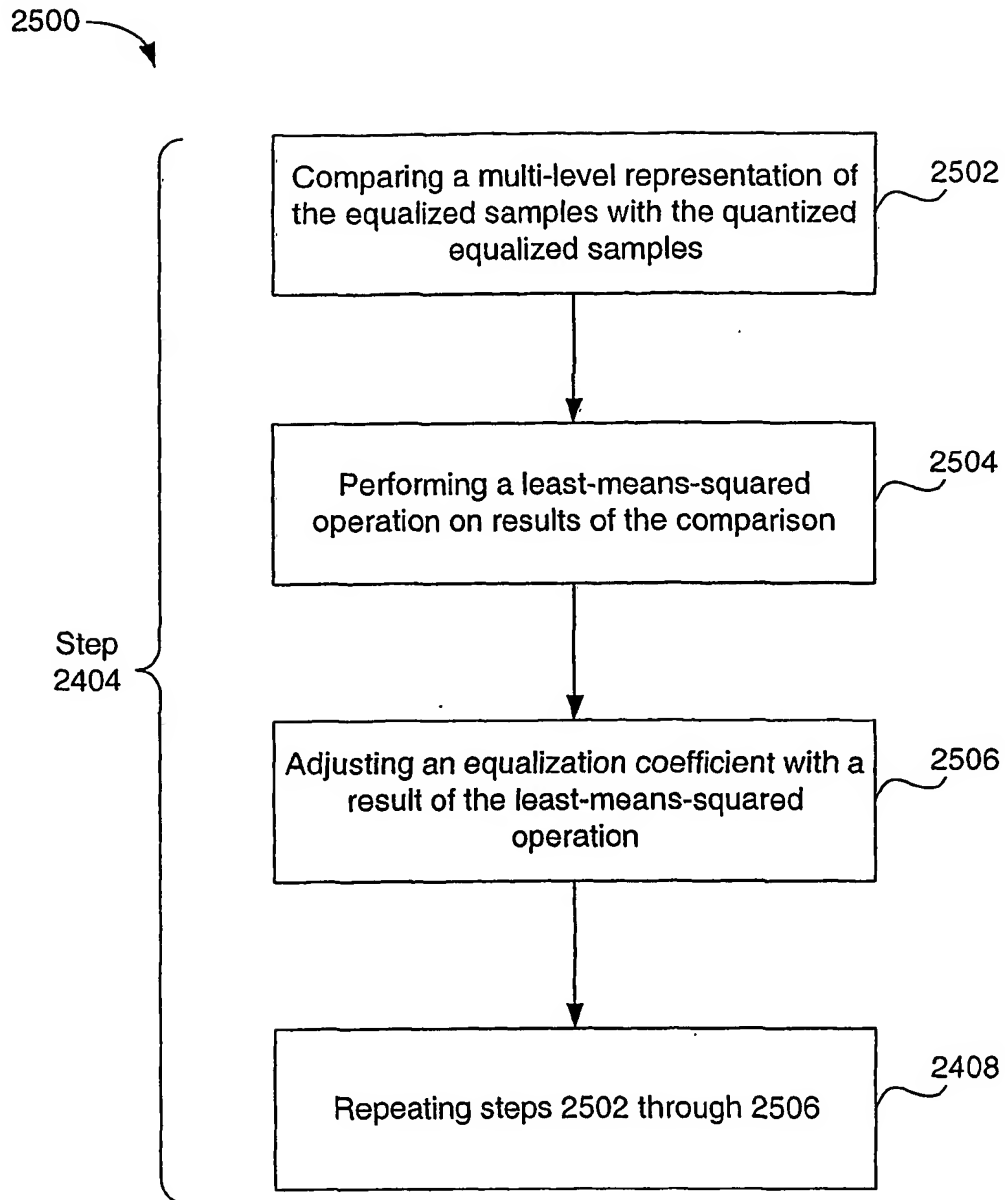 2500
Comparing a multi-level representation of
the equalized samples with the quantized
equalized samples
2502
Performing a least-means-squared
operation on results of the comparison
2504
Step
2404
Adjusting an equalization coefficient with a
result of the least-means-squared
operation
2506
Repeating steps 2502 through 2506
2408